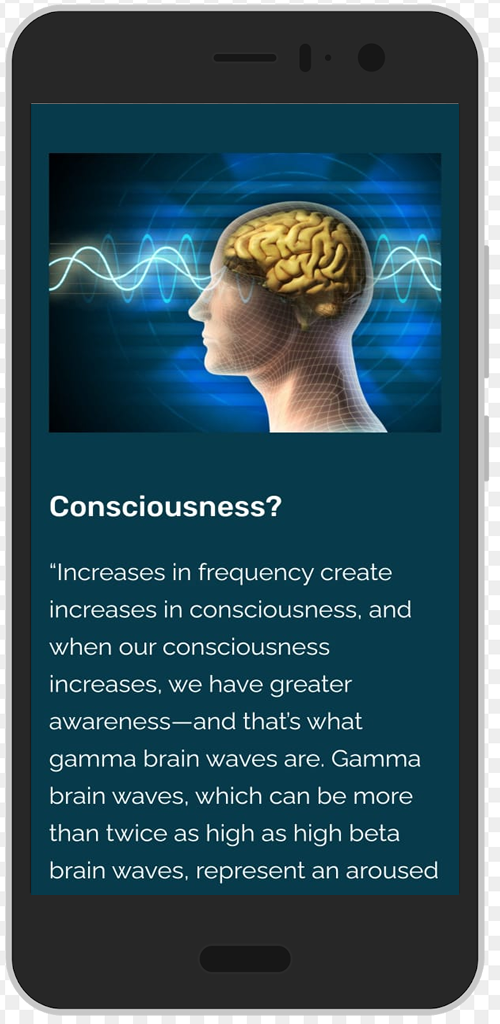 Consciousness?
“Increases in frequency create
increases in consciousness, and
when our consciousness
increases, we have greater
awareness—and that’s what
gamma brain waves are. Gamma
brain waves, which can be more
than twice as high as high beta
brain waves, represent an aroused